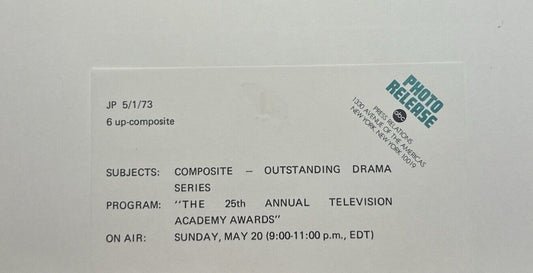 JP 5/1/73
6 up-composite
PHOTO
RELEASE
abc
PRESS RELATIONS
1330 AVENUE OF THE AMERICAS
NEW YORK, NEW YORK 10019
SUBJECTS: COMPOSITE – OUTSTANDING DRAMA
SERIES
PROGRAM: "THE 25th ANNUAL TELEVISION
ACADEMY AWARDS"
ON AIR: SUNDAY, MAY 20 (9:00-11:00 p.m., EDT)